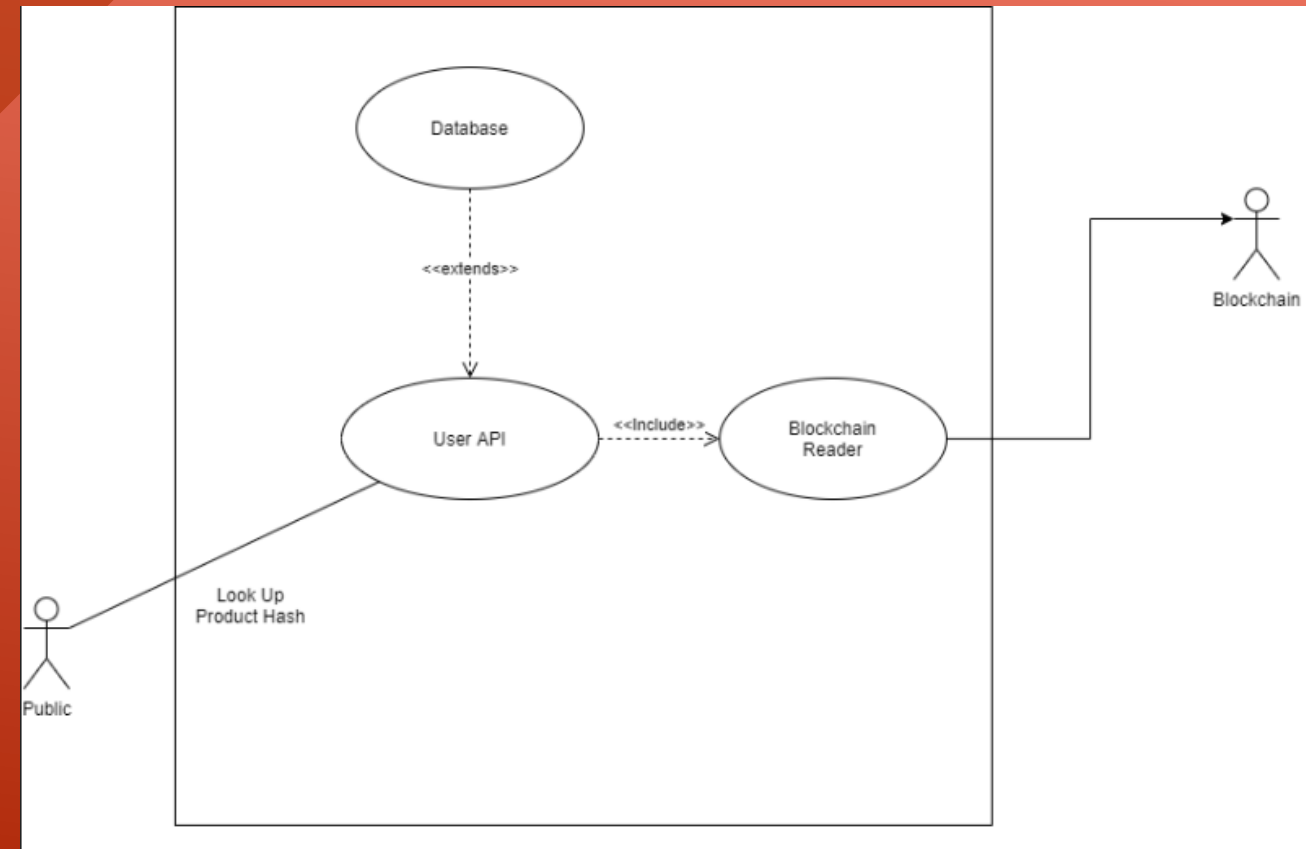 Database
<<extends>>
Blockchain
User API
<<Include>>
Blockchain
Reader
Look Up
Product Hash
Public